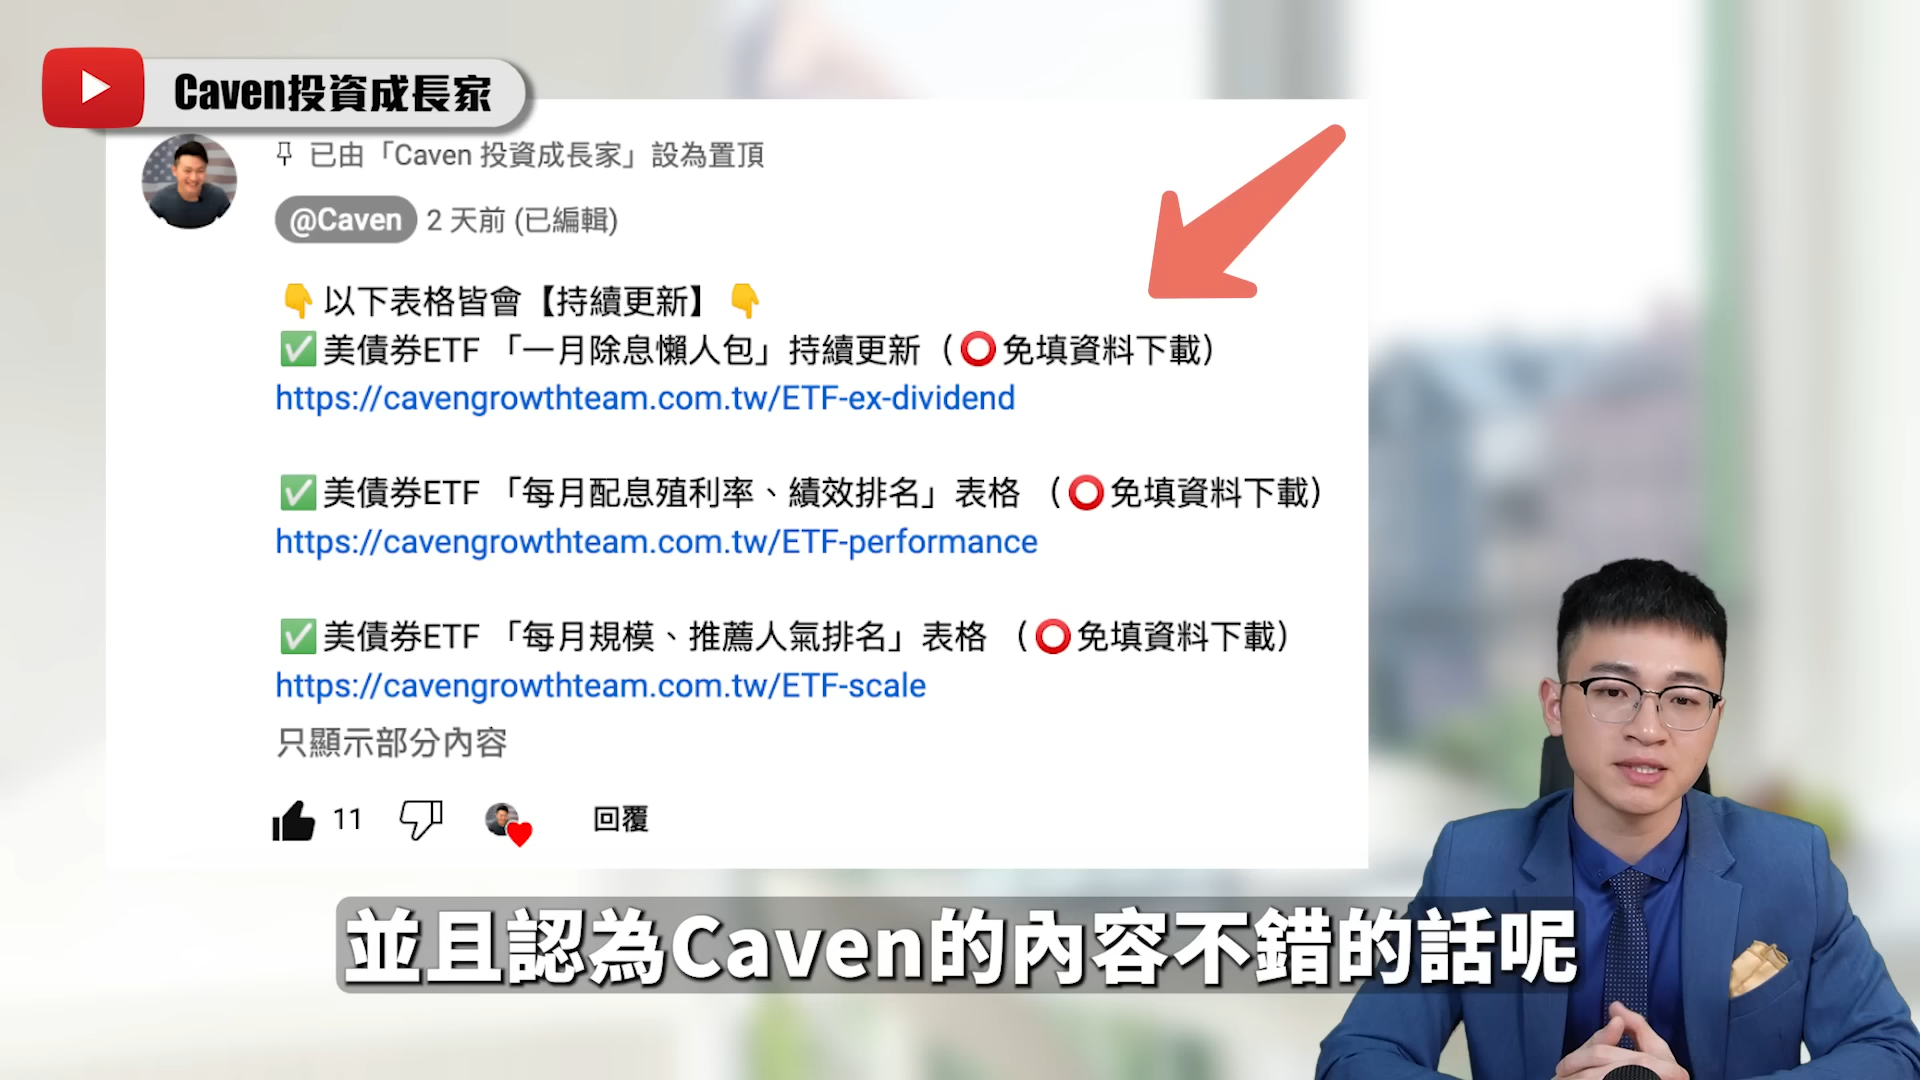 Caven投資成長家
已由「Caven 投資成長家」設為置頂
@Caven 2 天前 (已編輯)
👇以下表格皆會【持續更新】👇
✅美債券ETF「一月除息懶人包」持續更新（⭕免填資料下載）
https://cavengrowthteam.com.tw/ETF-ex-dividend
✅美債券ETF「每月配息殖利率、績效排名」表格 （⭕免填資料下載）
https://cavengrowthteam.com.tw/ETF-performance
✅美債券ETF「每月規模、推薦人氣排名」表格 （⭕免填資料下載）
https://cavengrowthteam.com.tw/ETF-scale
只顯示部分內容
11 回覆
並且認為Caven的內容不錯的話呢